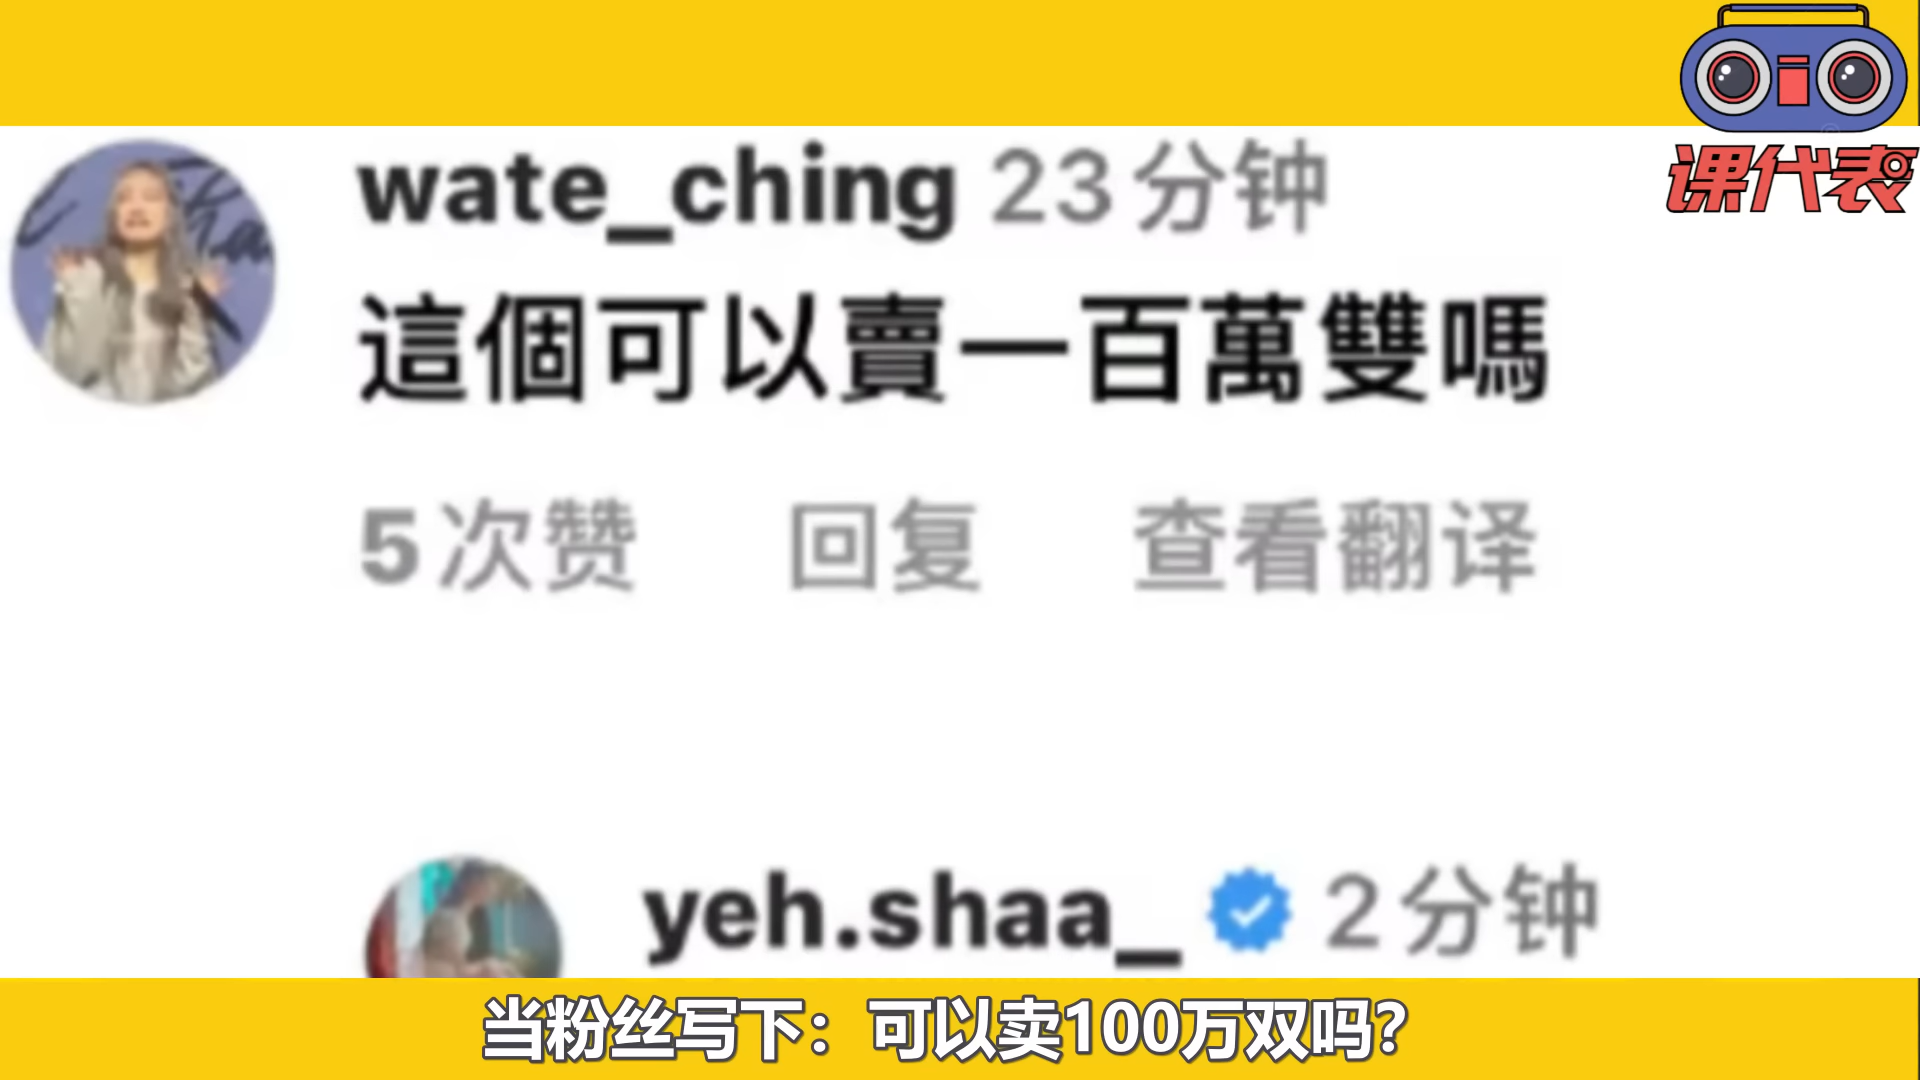 课代表
wate_ching 23分钟
這個可以賣一百萬雙嗎
5次赞 回复 查看翻译
yeh.shaa_ 2分钟
当粉丝写下：可以卖100万双吗？